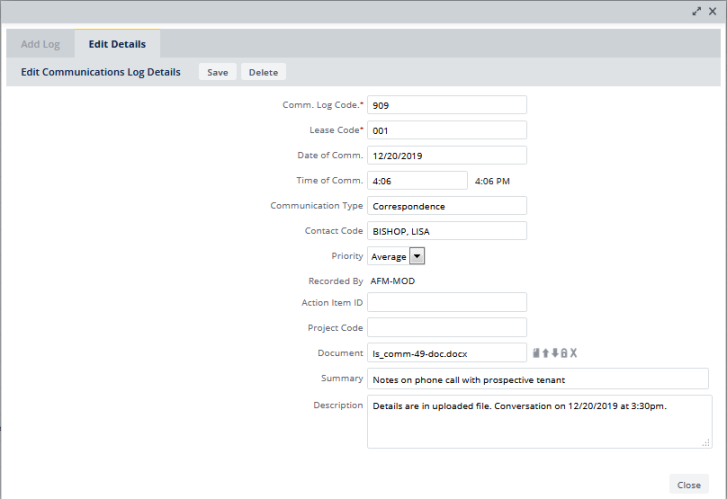 Add Log Edit Details
Edit Communications Log Details Save Delete
Comm. Log Code.* 909
Lease Code* 001
Date of Comm. 12/20/2019
Time of Comm. 4:06 4:06 PM
Communication Type Correspondence
Contact Code BISHOP, LISA
Priority Average
Recorded By AFM-MOD
Action Item ID
Project Code
Document ls_comm-49-doc.docx
Summary Notes on phone call with prospective tenant
Description Details are in uploaded file. Conversation on 12/20/2019 at 3:30pm.
Close